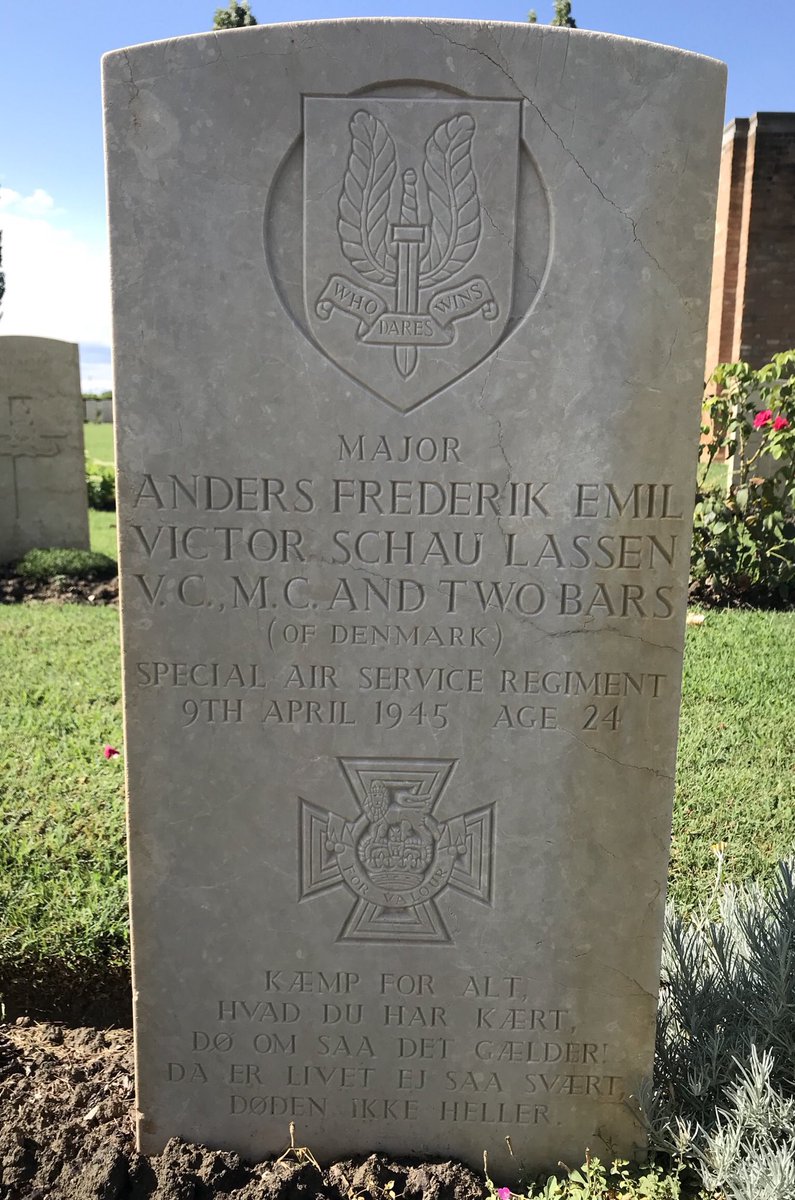 WHO DARES WINS
MAJOR
ANDERS FREDERIK EMIL
VICTOR SCHAU LASSEN
V.C., M.C. AND TWO BARS
(OF DENMARK)
SPECIAL AIR SERVICE REGIMENT
9TH APRIL 1945 AGE 24
FOR VALOUR
KÆMP FOR ALT,
HVAD DU HAR KÆRT,
DØ OM SAA DET GÆLDER!
DA ER LIVET EJ SAA SVÆRT,
DØDEN IKKE HELLER.